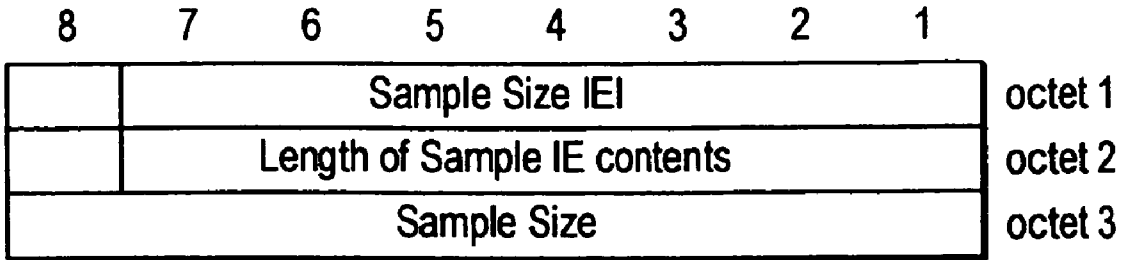 8 7 6 5 4 3 2 1
Sample Size IEI octet 1
Length of Sample IE contents octet 2
Sample Size octet 3